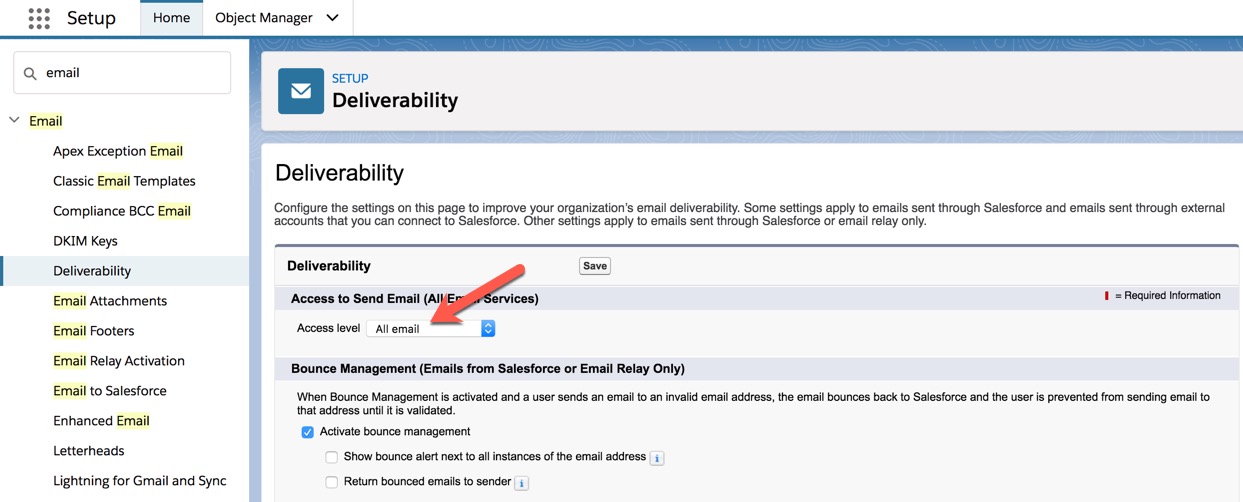 Setup Home Object Manager
email
Email
Apex Exception Email
Classic Email Templates
Compliance BCC Email
DKIM Keys
Deliverability
Email Attachments
Email Footers
Email Relay Activation
Email to Salesforce
Enhanced Email
Letterheads
Lightning for Gmail and Sync
SETUP
Deliverability
Deliverability
Configure the settings on this page to improve your organization's email deliverability. Some settings apply to emails sent through Salesforce and emails sent through external
accounts that you can connect to Salesforce. Other settings apply to emails sent through Salesforce or email relay only.
Deliverability Save
Access to Send Email (All Email Services) = Required Information
Access level All email
Bounce Management (Emails from Salesforce or Email Relay Only)
When Bounce Management is activated and a user sends an email to an invalid email address, the email bounces back to Salesforce and the user is prevented from sending email to
that address until it is validated.
Activate bounce management
Show bounce alert next to all instances of the email address i
Return bounced emails to sender i